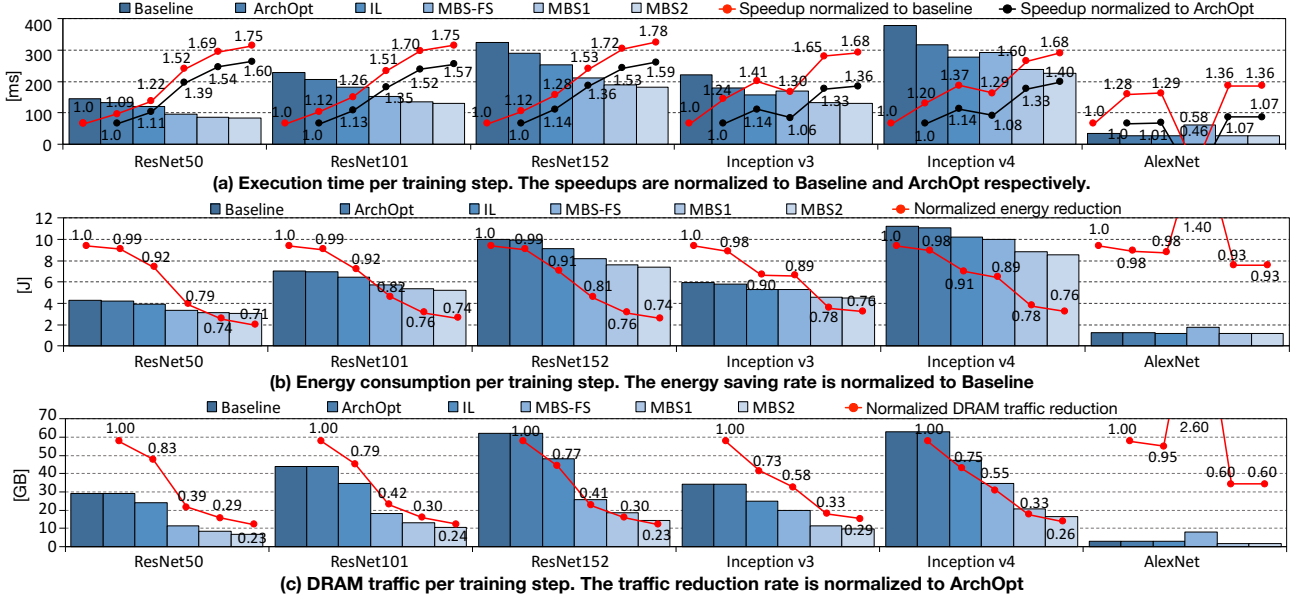 Baseline ArchOpt IL MBS-FS MBS1 MBS2 Speedup normalized to baseline Speedup normalized to ArchOpt
400
300
200
100
0
[ms]
1.0 1.09 1.22 1.52 1.69 1.75
1.0 1.11 1.39 1.54 1.60
1.0 1.12 1.26 1.51 1.70 1.75
1.0 1.13 1.35 1.52 1.57
1.0 1.12 1.28 1.53 1.72 1.78
1.0 1.14 1.36 1.53 1.59
1.0 1.24 1.41 1.30 1.65 1.68
1.0 1.14 1.06 1.33 1.36
1.0 1.20 1.37 1.29 1.60 1.68
1.0 1.14 1.08 1.33 1.40
1.0 1.28 1.29 0.58 1.36 1.36
1.0 1.01 0.46 1.07 1.07
ResNet50 ResNet101 ResNet152 Inception v3 Inception v4 AlexNet
(a) Execution time per training step. The speedups are normalized to Baseline and ArchOpt respectively.
Baseline ArchOpt IL MBS-FS MBS1 MBS2 Normalized energy reduction
12
10
8
6
4
2
0
[J]
1.0 0.99 0.92 0.79 0.74 0.71
1.0 0.99 0.92 0.82 0.76 0.74
1.0 0.99 0.91 0.81 0.76 0.74
1.0 0.98 0.90 0.89 0.78 0.76
1.0 0.98 0.91 0.89 0.78 0.76
1.0 0.98 0.98 1.40 0.93 0.93
ResNet50 ResNet101 ResNet152 Inception v3 Inception v4 AlexNet
(b) Energy consumption per training step. The energy saving rate is normalized to Baseline
Baseline ArchOpt IL MBS-FS MBS1 MBS2 Normalized DRAM traffic reduction
70
60
50
40
30
20
10
0
[GB]
1.00 0.83 0.39 0.29 0.23
1.00 0.79 0.42 0.30 0.24
1.00 0.77 0.41 0.30 0.23
1.00 0.73 0.58 0.33 0.29
1.00 0.75 0.55 0.33 0.26
1.00 0.95 2.60 0.60 0.60
ResNet50 ResNet101 ResNet152 Inception v3 Inception v4 AlexNet
(c) DRAM traffic per training step. The traffic reduction rate is normalized to ArchOpt